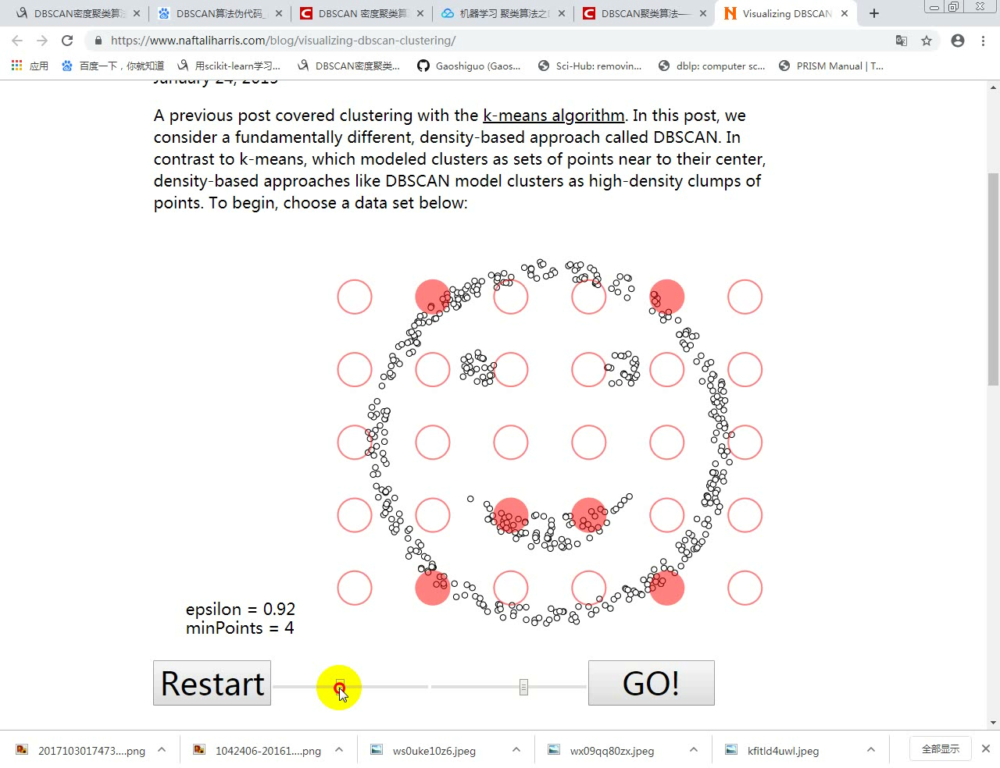 DBSCAN密度聚类算法
DBSCAN算法伪代码_
DBSCAN 密度聚类算
机器学习 聚类算法之
DBSCAN聚类算法——
Visualizing DBSCAN
https://www.naftaliharris.com/blog/visualizing-dbscan-clustering/
应用
百度一下，你就知道
用scikit-learn学习...
DBSCAN密度聚类...
Gaoshiguo (Gaos...
Sci-Hub: removin...
dblp: computer sc...
PRISM Manual | T...
January 24, 2015
A previous post covered clustering with the k-means algorithm. In this post, we
consider a fundamentally different, density-based approach called DBSCAN. In
contrast to k-means, which modeled clusters as sets of points near to their center,
density-based approaches like DBSCAN model clusters as high-density clumps of
points. To begin, choose a data set below:
epsilon = 0.92
minPoints = 4
Restart
GO!
2017103017473....png
1042406-20161....png
ws0uke10z6.jpeg
wx09qq80zx.jpeg
kfitld4uwl.jpeg
全部显示